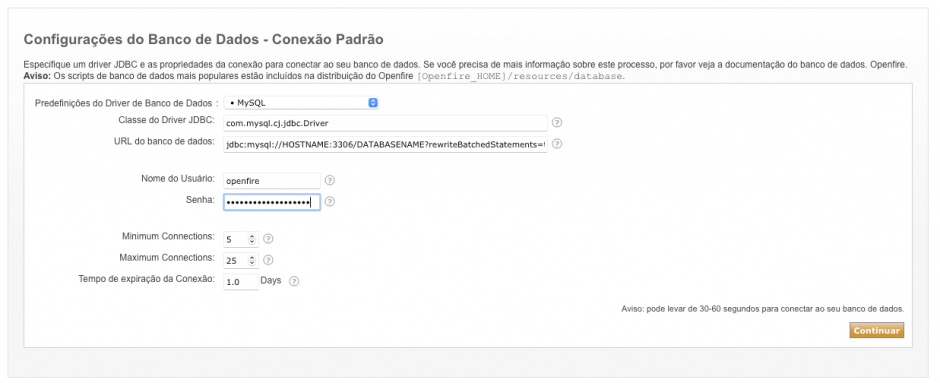 Configurações do Banco de Dados - Conexão Padrão
Especifique um driver JDBC e as propriedades da conexão para conectar ao seu banco de dados. Se você precisa de mais informação sobre este processo, por favor veja a documentação do banco de dados. Openfire.
Aviso: Os scripts de banco de dados mais populares estão incluídos na distribuição do Openfire [Openfire_HOME]/resources/database.
Predefinições do Driver de Banco de Dados : • MySQL
Classe do Driver JDBC: com.mysql.cj.jdbc.Driver ?
URL do banco de dados: jdbc:mysql://HOSTNAME:3306/DATABASENAME?rewriteBatchedStatements= ?
Nome do Usuário: openfire ?
Senha: •••••••••••••••••••• ?
Minimum Connections: 5 ?
Maximum Connections: 25 ?
Tempo de expiração da Conexão: 1.0 Days ?
Aviso: pode levar de 30-60 segundos para conectar ao seu banco de dados.
Continuar